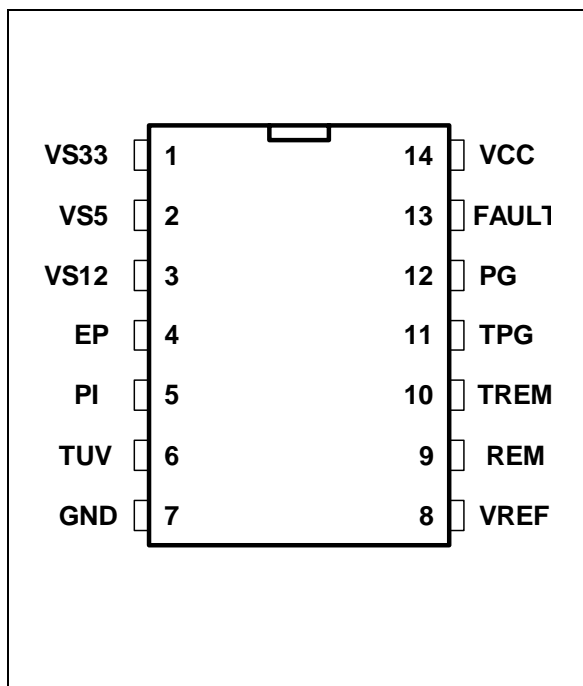 VS33 1 14 VCC
VS5 2 13 FAULT
VS12 3 12 PG
EP 4 11 TPG
PI 5 10 TREM
TUV 6 9 REM
GND 7 8 VREF